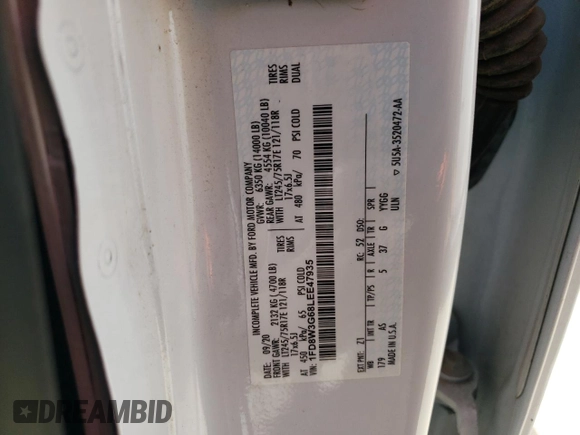 INCOMPLETE VEHICLE MFD. BY FORD MOTOR COMPANY
DATE: 09/20 GVWR: 6350 KG (14000 LB)
FRONT GAWR: 2132 KG (4700 LB) REAR GAWR: 4554 KG (10040 LB)
WITH LT245/75R17E 121/118R TIRES WITH LT245/75R17E 121/118R TIRES
17x6.5J RIMS 17x6.5J RIMS
AT 450 kPa/ 65 PSI COLD AT 480 kPa/ 70 PSI COLD DUAL
VIN: 1FD8W3G68LEE47935
EXT PNT: Z1 RC: 52 DSO:
WB INT TR TP/PS R AXLE TR SPR
179 AS 5 37 G YYGG
MADE IN U.S.A. ULN
▽ 5U5A-3520472-AA
DREAMBID